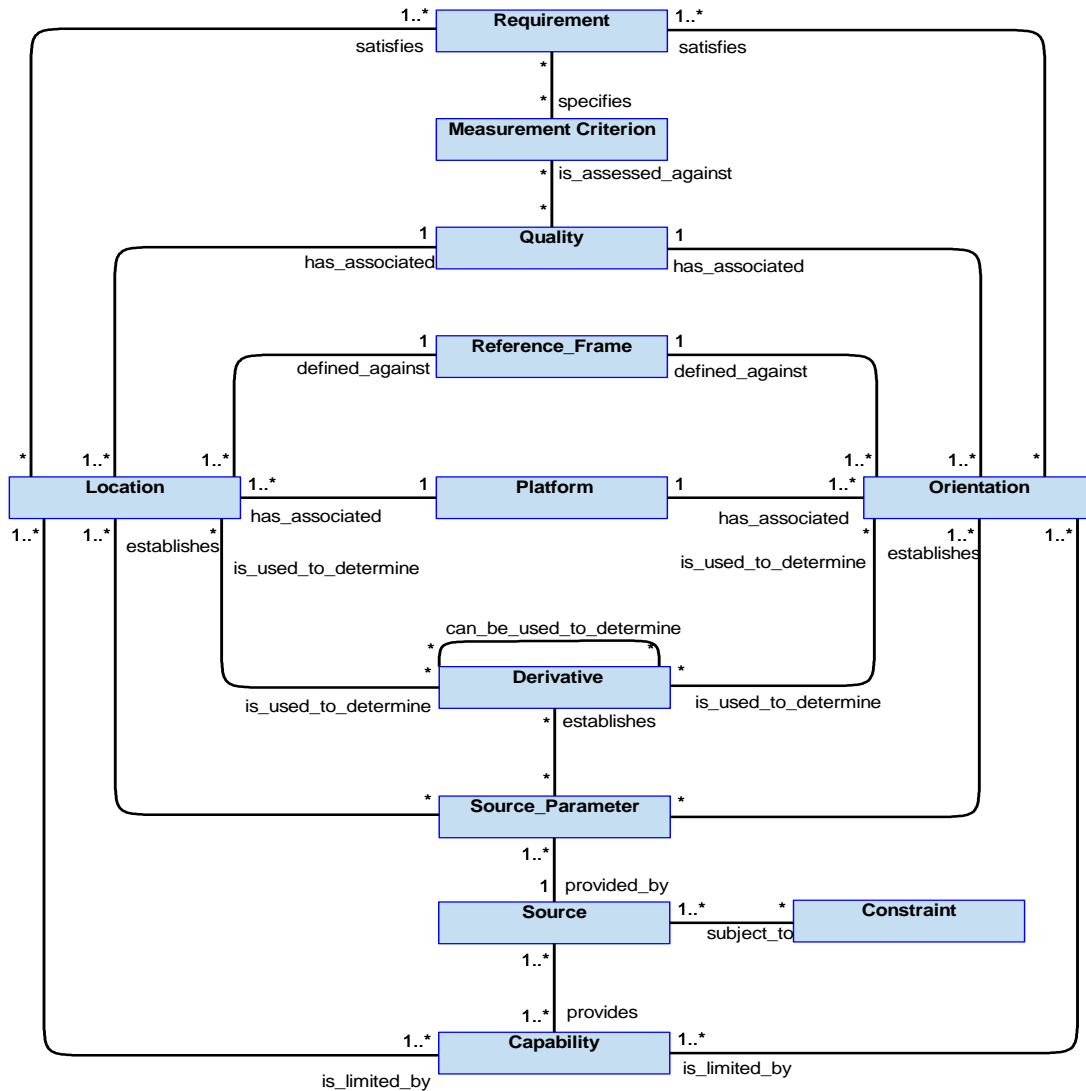 1..* Requirement 1..*
satisfies * satisfies
* specifies
Measurement Criterion
* is_assessed_against
*
1 Quality 1
has_associated has_associated
1 Reference_Frame 1
defined_against defined_against
* 1..* 1..* 1..* 1..* *
Location 1..* 1 Platform 1 1..* Orientation
has_associated has_associated
1..* 1..* establishes * * establishes 1..* 1..*
is_used_to_determine is_used_to_determine
can_be_used_to_determine
* *
* Derivative *
is_used_to_determine is_used_to_determine
* establishes
*
* Source_Parameter *
1..*
1 provided_by
Source 1..* * Constraint
subject_to
1..*
1..* provides
1..* Capability 1..*
is_limited_by is_limited_by